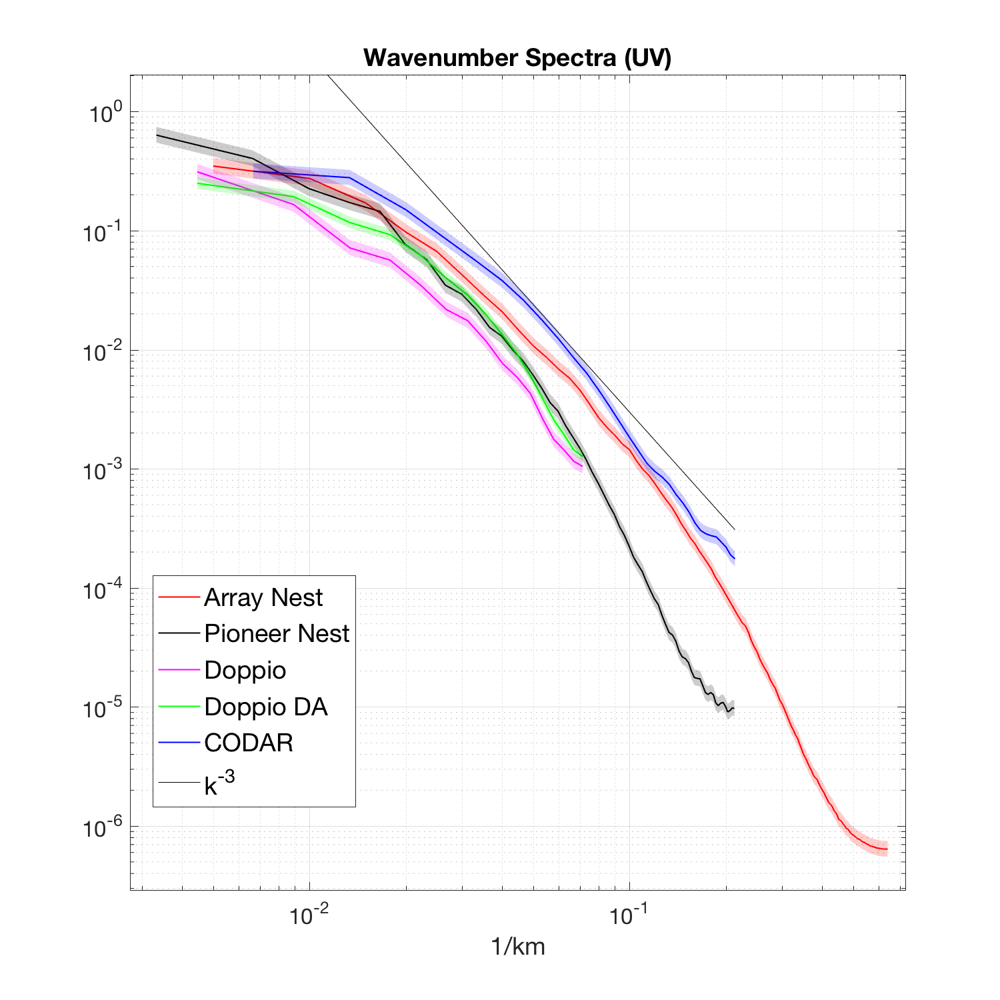 Wavenumber Spectra (UV)
10^0
10^-1
10^-2
10^-3
10^-4
10^-5
10^-6
Array Nest
Pioneer Nest
Doppio
Doppio DA
CODAR
k^-3
10^-2 10^-1
1/km